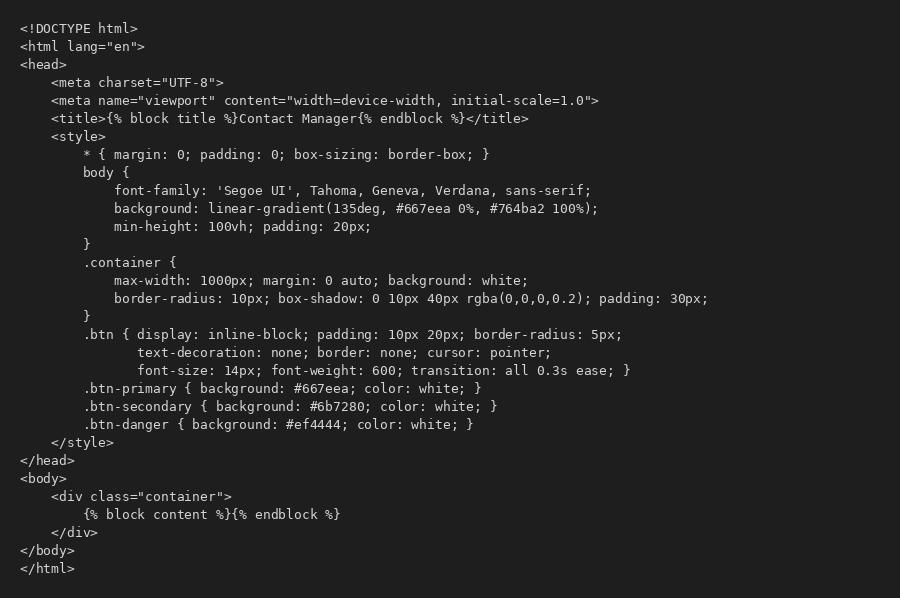 <!DOCTYPE html>
<html lang="en">
<head>
    <meta charset="UTF-8">
    <meta name="viewport" content="width=device-width, initial-scale=1.0">
    <title>{% block title %}Contact Manager{% endblock %}</title>
    <style>
        * { margin: 0; padding: 0; box-sizing: border-box; }
        body {
            font-family: 'Segoe UI', Tahoma, Geneva, Verdana, sans-serif;
            background: linear-gradient(135deg, #667eea 0%, #764ba2 100%);
            min-height: 100vh; padding: 20px;
        }
        .container {
            max-width: 1000px; margin: 0 auto; background: white;
            border-radius: 10px; box-shadow: 0 10px 40px rgba(0,0,0,0.2); padding: 30px;
        }
        .btn { display: inline-block; padding: 10px 20px; border-radius: 5px;
               text-decoration: none; border: none; cursor: pointer;
               font-size: 14px; font-weight: 600; transition: all 0.3s ease; }
        .btn-primary { background: #667eea; color: white; }
        .btn-secondary { background: #6b7280; color: white; }
        .btn-danger { background: #ef4444; color: white; }
    </style>
</head>
<body>
    <div class="container">
        {% block content %}{% endblock %}
    </div>
</body>
</html>